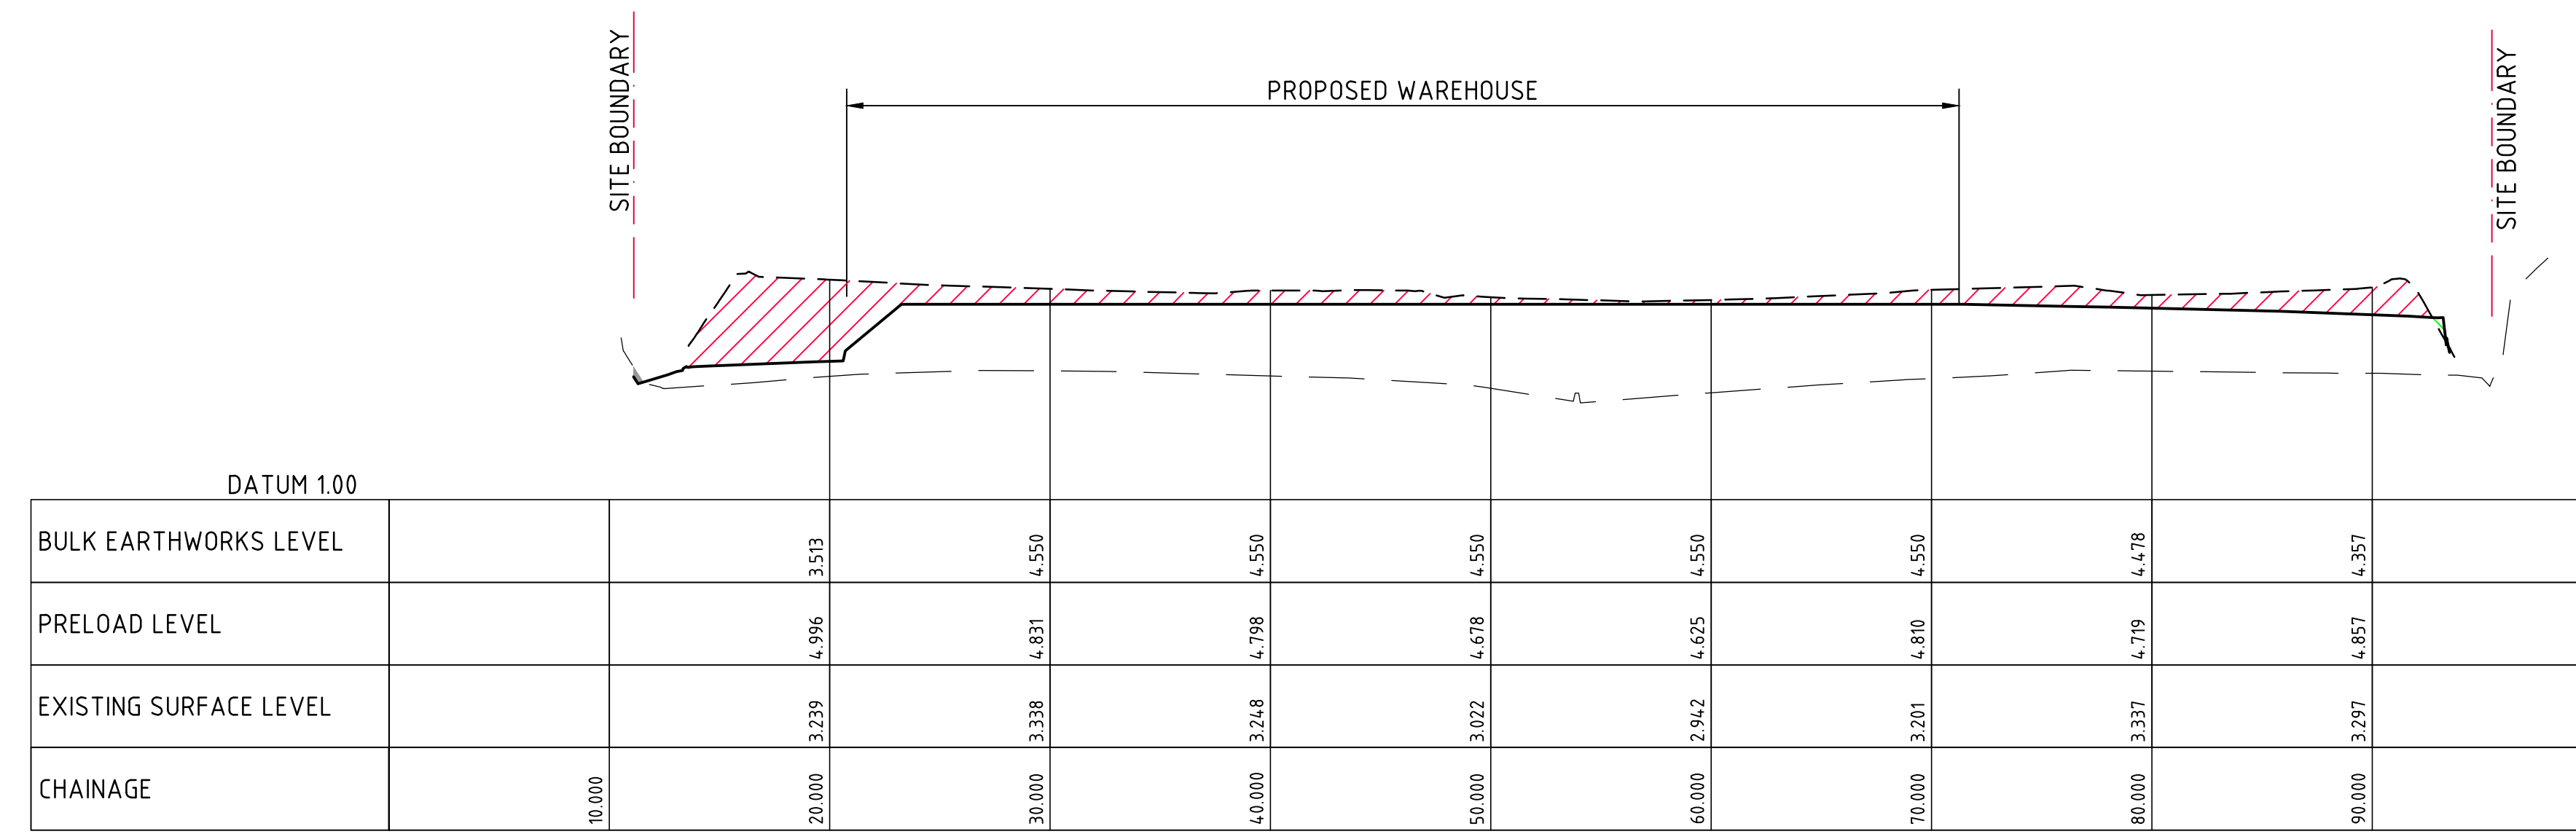 SITE BOUNDARY
PROPOSED WAREHOUSE
SITE BOUNDARY
DATUM 1.00
BULK EARTHWORKS LEVEL 3.513 4.550 4.550 4.550 4.550 4.550 4.478 4.357
PRELOAD LEVEL 4.996 4.831 4.798 4.678 4.625 4.810 4.719 4.857
EXISTING SURFACE LEVEL 3.239 3.338 3.248 3.022 2.942 3.201 3.337 3.297
CHAINAGE 10.000 20.000 30.000 40.000 50.000 60.000 70.000 80.000 90.000